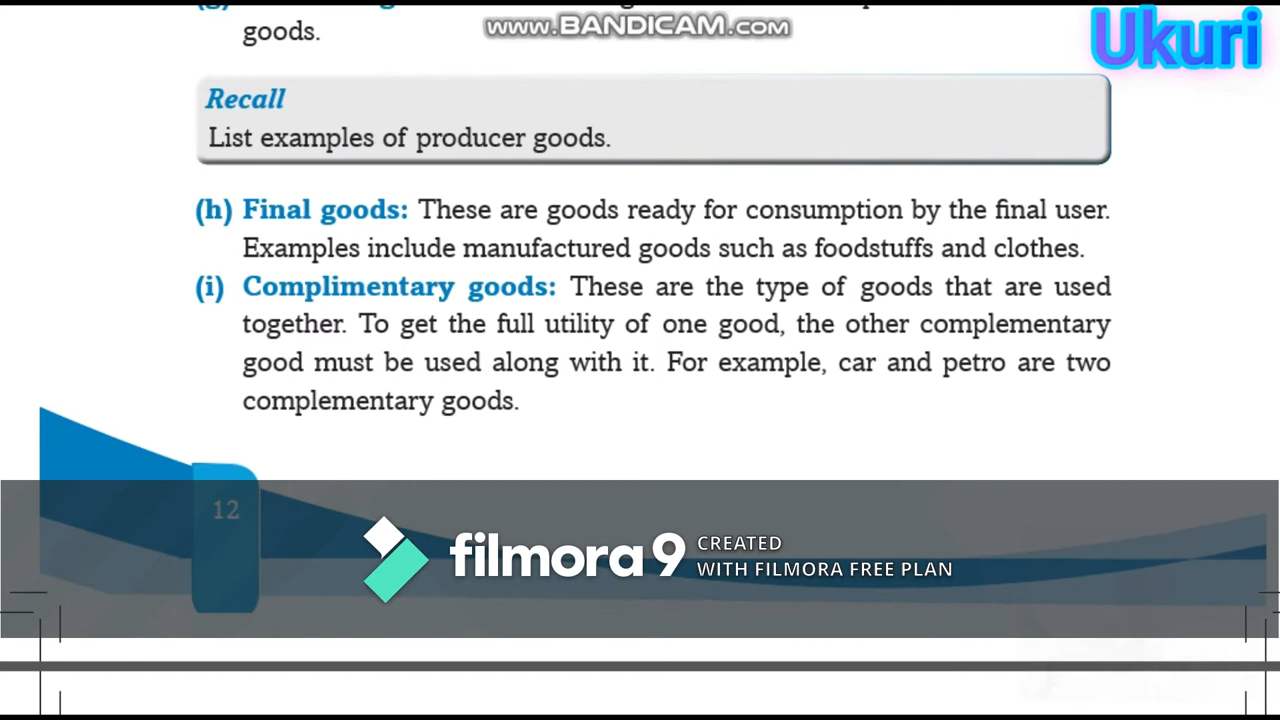 www.BANDICAM.com
Ukuri
goods.
Recall
List examples of producer goods.
(h) Final goods: These are goods ready for consumption by the final user.
Examples include manufactured goods such as foodstuffs and clothes.
(i) Complimentary goods: These are the type of goods that are used
together. To get the full utility of one good, the other complementary
good must be used along with it. For example, car and petro are two
complementary goods.
12
filmora9 CREATED
WITH FILMORA FREE PLAN